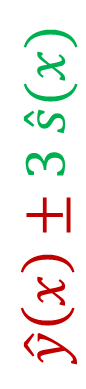 ŷ(x) ± 3 ŝ(x)